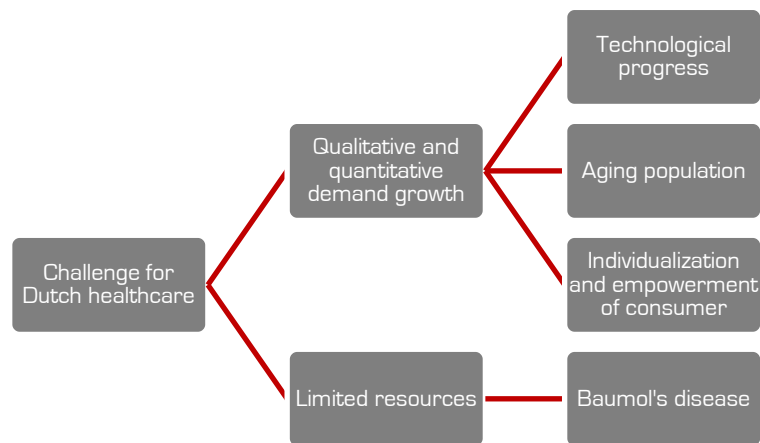 Technological
progress
Qualitative and
quantitative
demand growth
Aging population
Challenge for
Dutch healthcare
Individualization
and empowerment
of consumer
Limited resources
Baumol's disease